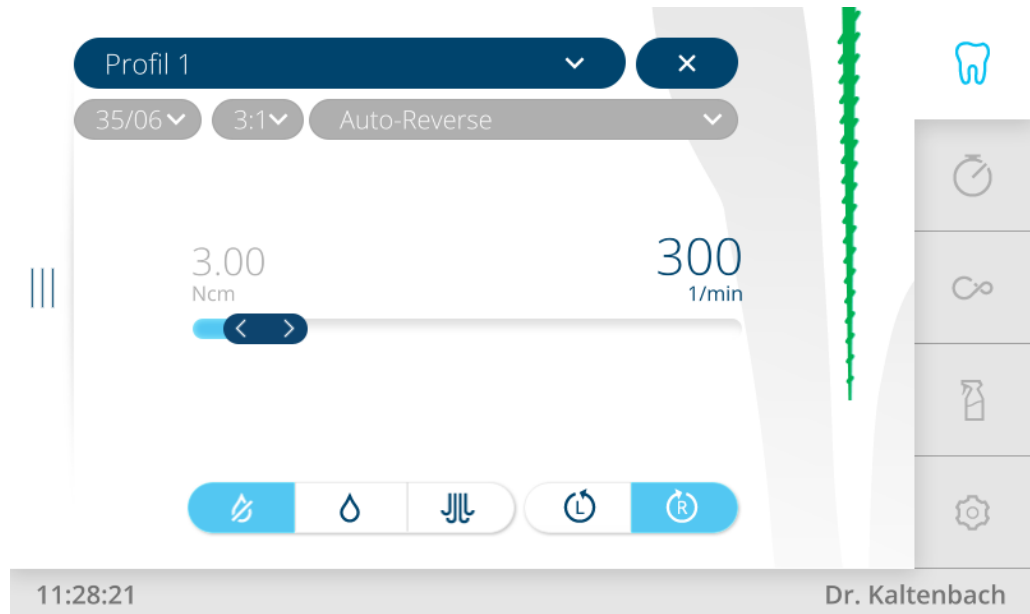 Profil 1
35/06 3:1 Auto-Reverse
3.00 300
Ncm 1/min
L R
11:28:21 Dr. Kaltenbach